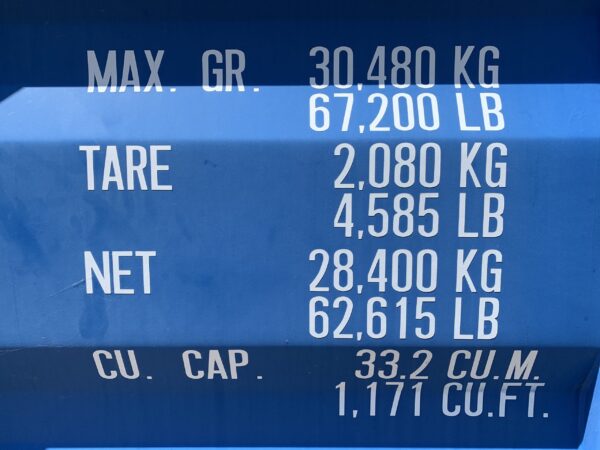 MAX. GR. 30,480 KG
67,200 LB
TARE 2,080 KG
4,585 LB
NET 28,400 KG
62,615 LB
CU. CAP. 33.2 CU.M.
1,171 CU.FT.